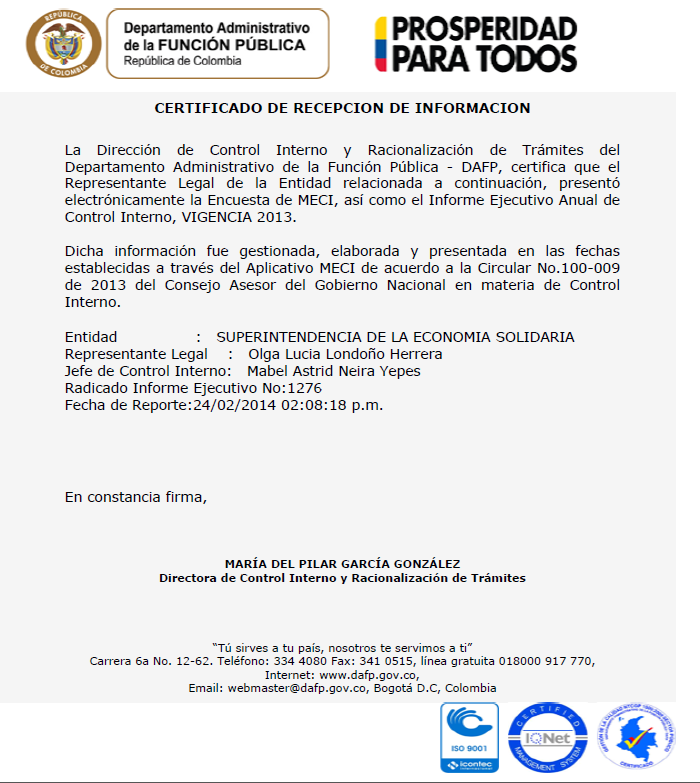 REPÚBLICA
DE COLOMBIA
Departamento Administrativo
de la FUNCIÓN PÚBLICA
República de Colombia
PROSPERIDAD
PARA TODOS
CERTIFICADO DE RECEPCION DE INFORMACION
La Dirección de Control Interno y Racionalización de Trámites del
Departamento Administrativo de la Función Pública - DAFP, certifica que el
Representante Legal de la Entidad relacionada a continuación, presentó
electrónicamente la Encuesta de MECI, así como el Informe Ejecutivo Anual de
Control Interno, VIGENCIA 2013.
Dicha información fue gestionada, elaborada y presentada en las fechas
establecidas a través del Aplicativo MECI de acuerdo a la Circular No.100-009
de 2013 del Consejo Asesor del Gobierno Nacional en materia de Control
Interno.
Entidad : SUPERINTENDENCIA DE LA ECONOMIA SOLIDARIA
Representante Legal : Olga Lucia Londoño Herrera
Jefe de Control Interno: Mabel Astrid Neira Yepes
Radicado Informe Ejecutivo No:1276
Fecha de Reporte:24/02/2014 02:08:18 p.m.
En constancia firma,
MARÍA DEL PILAR GARCÍA GONZÁLEZ
Directora de Control Interno y Racionalización de Trámites
“Tú sirves a tu país, nosotros te servimos a ti”
Carrera 6a No. 12-62. Teléfono: 334 4080 Fax: 341 0515, línea gratuita 018000 917 770,
Internet: www.dafp.gov.co,
Email: webmaster@dafp.gov.co, Bogotá D.C, Colombia
ISO 9001
icontec
internacional
CERTIFIED
IQNet
MANAGEMENT SYSTEM
CERTIFICADO